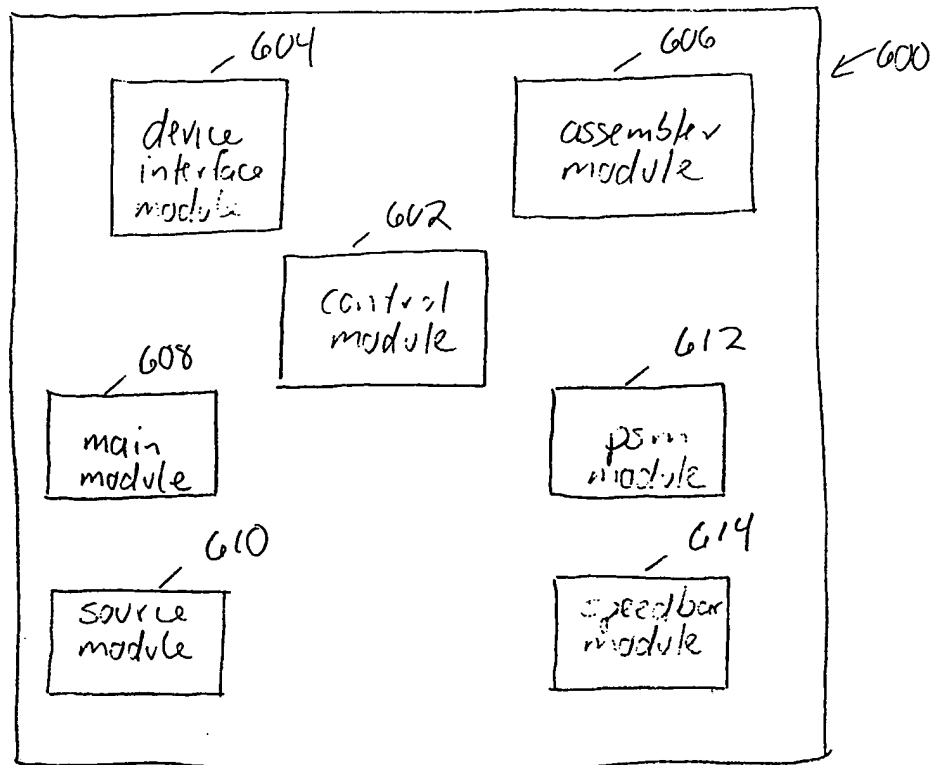 604
606
600
device
interface
module
assembler
module
602
control
module
608
612
main
module
module
610
614
source
module
speedbar
module